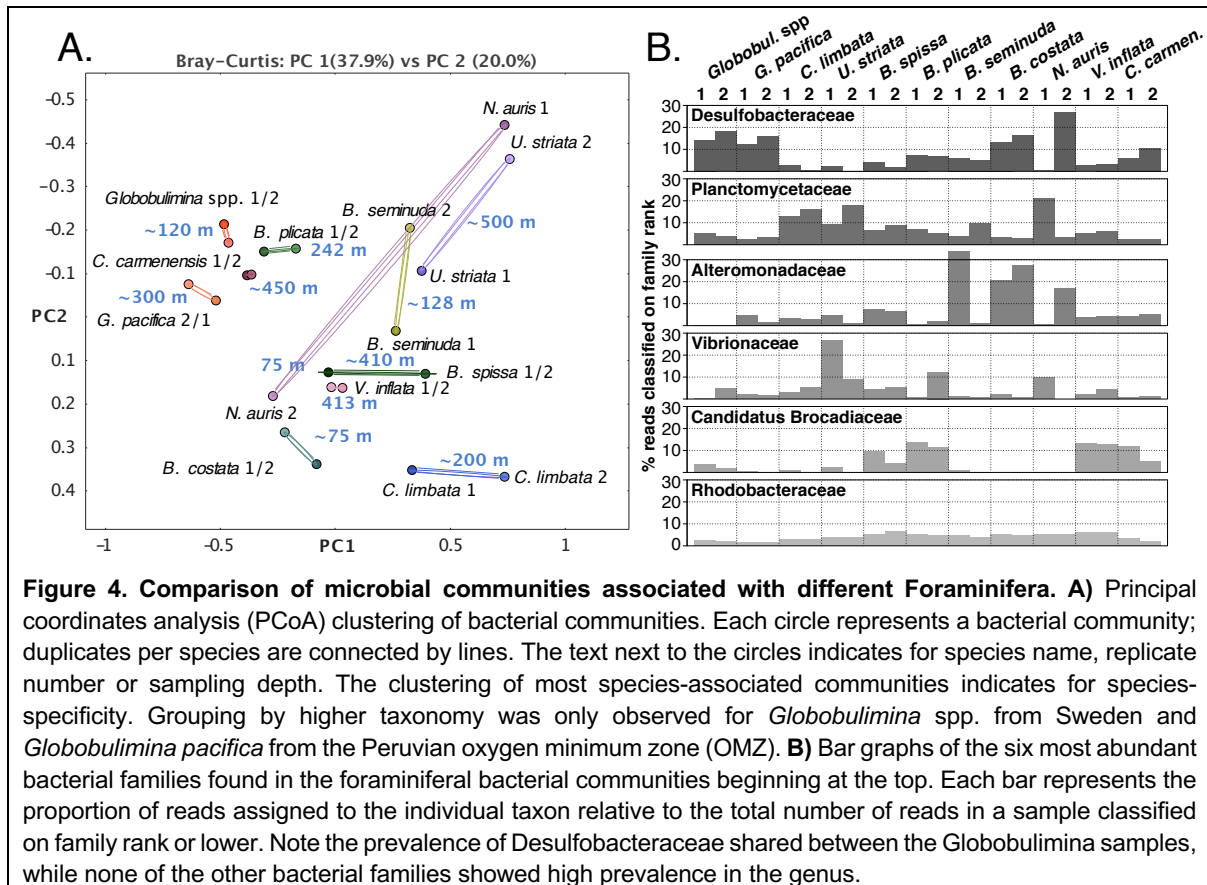 A.
Bray-Curtis: PC 1(37.9%) vs PC 2 (20.0%)
-0.5
-0.4
-0.3
-0.2
-0.1
PC2
0.1
0.2
0.3
0.4
-1
-0.5
PC1
0.5
1
N. auris 1
U. striata 2
Globobulimina spp. 1/2
~120 m
B. seminuda 2
~500 m
B. plicata 1/2
242 m
C. carmenensis 1/2
~450 m
U. striata 1
~300 m
G. pacifica 2/1
~128 m
B. seminuda 1
75 m
~410 m
B. spissa 1/2
V. inflata 1/2
413 m
N. auris 2
~75 m
B. costata 1/2
~200 m
C. limbata 1
C. limbata 2
B.
Globobul. spp
G. pacifica
C. limbata
U. striata
B. spissa
B. plicata
B. seminuda
B. costata
N. auris
V. inflata
C. carmen.
1 2 1 2 1 2 1 2 1 2 1 2 1 2 1 2 1 2 1 2 1 2
% reads classified on family rank
30
20
10
Desulfobacteraceae
30
20
10
Planctomycetaceae
30
20
10
Alteromonadaceae
30
20
10
Vibrionaceae
30
20
10
Candidatus Brocadiaceae
30
20
10
0
Rhodobacteraceae
Figure 4. Comparison of microbial communities associated with different Foraminifera. A) Principal
coordinates analysis (PCoA) clustering of bacterial communities. Each circle represents a bacterial community;
duplicates per species are connected by lines. The text next to the circles indicates for species name, replicate
number or sampling depth. The clustering of most species-associated communities indicates for species-
specificity. Grouping by higher taxonomy was only observed for Globobulimina spp. from Sweden and
Globobulimina pacifica from the Peruvian oxygen minimum zone (OMZ). B) Bar graphs of the six most abundant
bacterial families found in the foraminiferal bacterial communities beginning at the top. Each bar represents the
proportion of reads assigned to the individual taxon relative to the total number of reads in a sample classified
on family rank or lower. Note the prevalence of Desulfobacteraceae shared between the Globobulimina samples,
while none of the other bacterial families showed high prevalence in the genus.